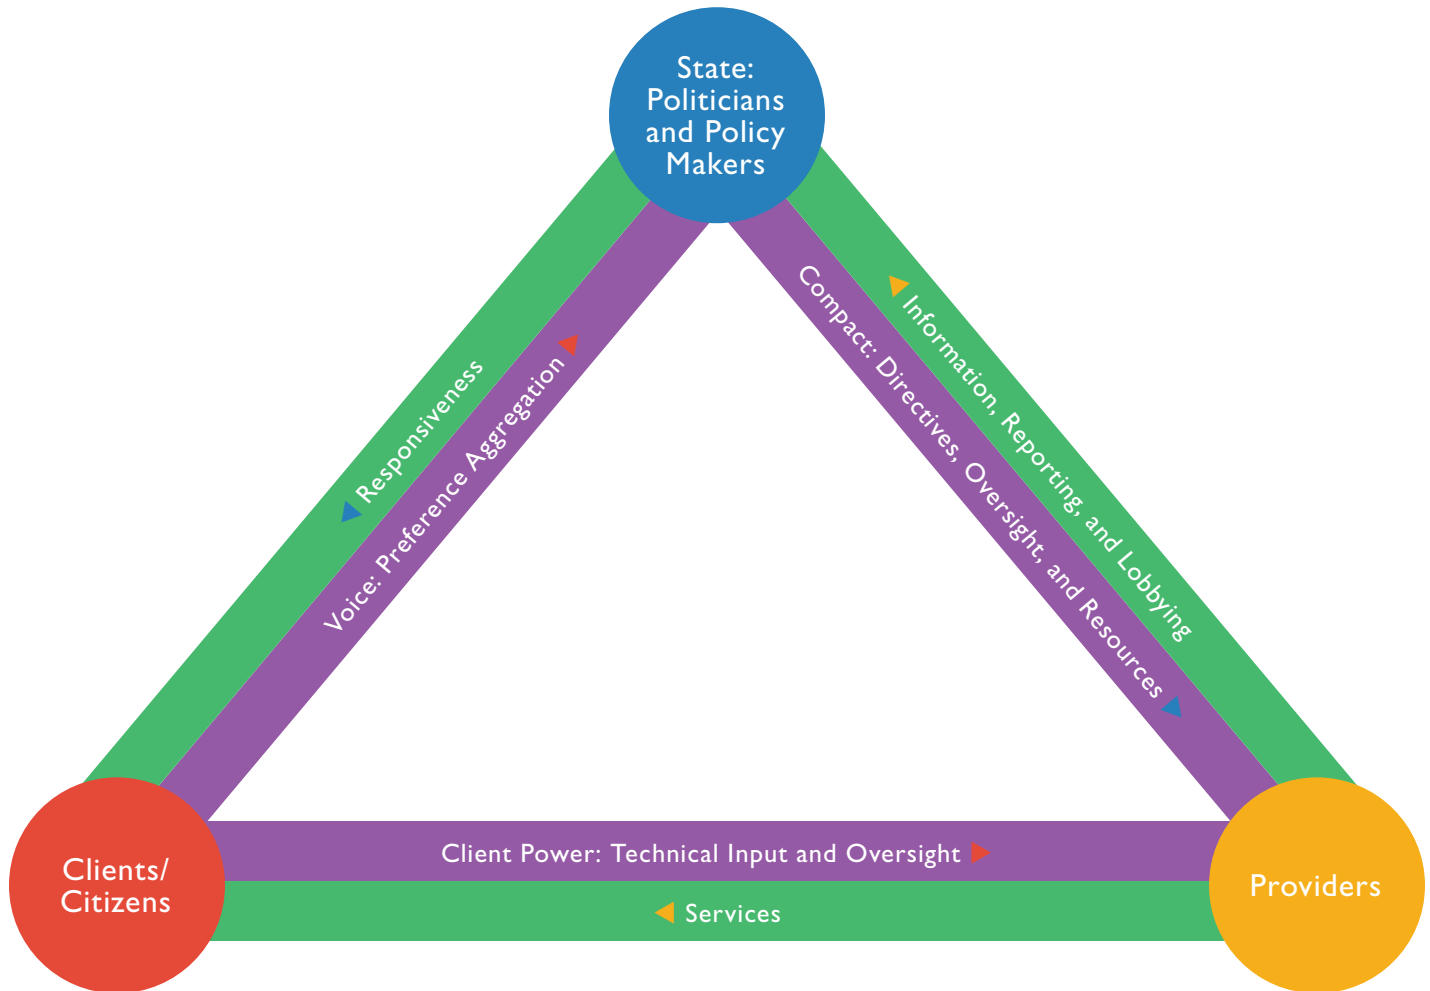 State:
Politicians
and Policy
Makers
Responsiveness
Voice: Preference Aggregation
Compact: Directives, Oversight, and Resources
Information, Reporting, and Lobbying
Clients/
Citizens
Client Power: Technical Input and Oversight
Services
Providers